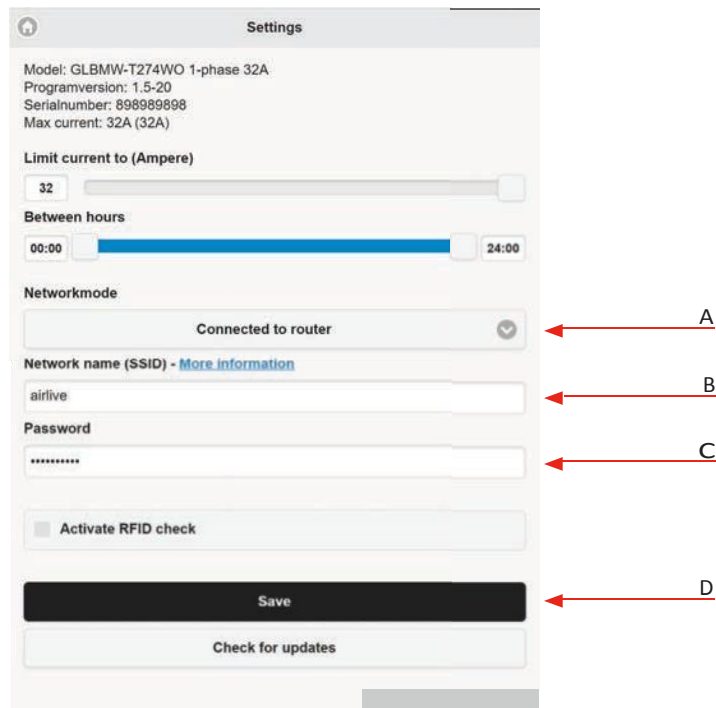 Settings
Model: GLBMW-T274WO 1-phase 32A
Programversion: 1.5-20
Serialnumber: 898989898
Max current: 32A (32A)
Limit current to (Ampere)
32
Between hours
00:00 24:00
Networkmode
Connected to router
A
Network name (SSID) - More information
airlive
B
Password
••••••••••
C
Activate RFID check
Save
D
Check for updates